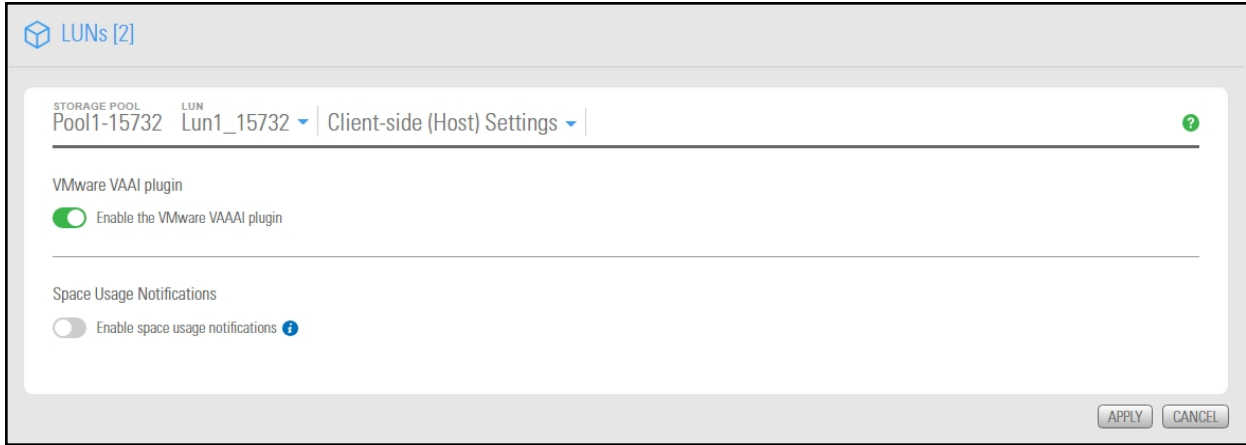 LUNs [2]
STORAGE POOL LUN
Pool1-15732 Lun1_15732 Client-side (Host) Settings
?
VMware VAAI plugin
Enable the VMware VAAAI plugin
Space Usage Notifications
Enable space usage notifications i
APPLY CANCEL